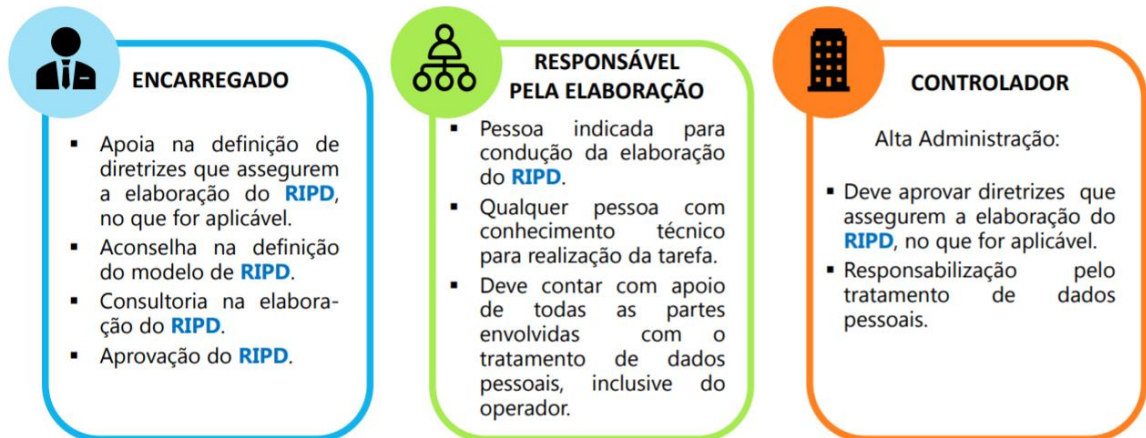 ENCARREGADO
▪ Apoia na definição de
diretrizes que assegurem
a elaboração do RIPD,
no que for aplicável.
▪ Aconselha na definição
do modelo de RIPD.
▪ Consultoria na elabora-
ção do RIPD.
▪ Aprovação do RIPD.
RESPONSÁVEL
PELA ELABORAÇÃO
▪ Pessoa indicada para
condução da elaboração
do RIPD.
▪ Qualquer pessoa com
conhecimento técnico
para realização da tarefa.
▪ Deve contar com apoio
de todas as partes
envolvidas com o
tratamento de dados
pessoais, inclusive do
operador.
CONTROLADOR
Alta Administração:
▪ Deve aprovar diretrizes que
assegurem a elaboração do
RIPD, no que for aplicável.
▪ Responsabilização pelo
tratamento de dados
pessoais.